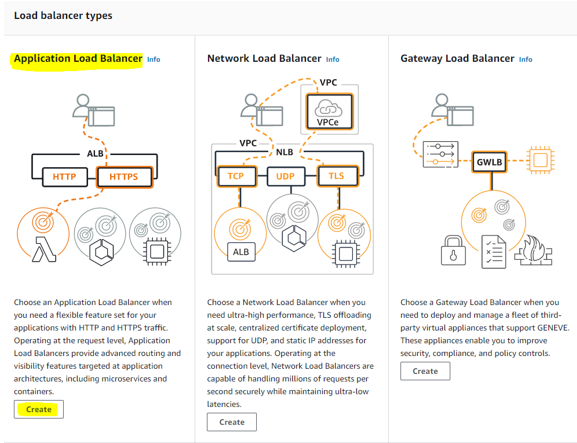 Load balancer types
Application Load Balancer Info
ALB
HTTP HTTPS
Choose an Application Load Balancer when
you need a flexible feature set for your
applications with HTTP and HTTPS traffic.
Operating at the request level, Application
Load Balancers provide advanced routing and
visibility features targeted at application
architectures, including microservices and
containers.
Create
Network Load Balancer Info
VPC
VPCe
VPC
NLB
TCP UDP TLS
ALB
Choose a Network Load Balancer when you
need ultra-high performance, TLS offloading
at scale, centralized certificate deployment,
support for UDP, and static IP addresses for
your applications. Operating at the
connection level, Network Load Balancers are
capable of handling millions of requests per
second securely while maintaining ultra-low
latencies.
Create
Gateway Load Balancer Info
GWLB
Choose a Gateway Load Balancer when you
need to deploy and manage a fleet of third-
party virtual appliances that support GENEVE.
These appliances enable you to improve
security, compliance, and policy controls.
Create